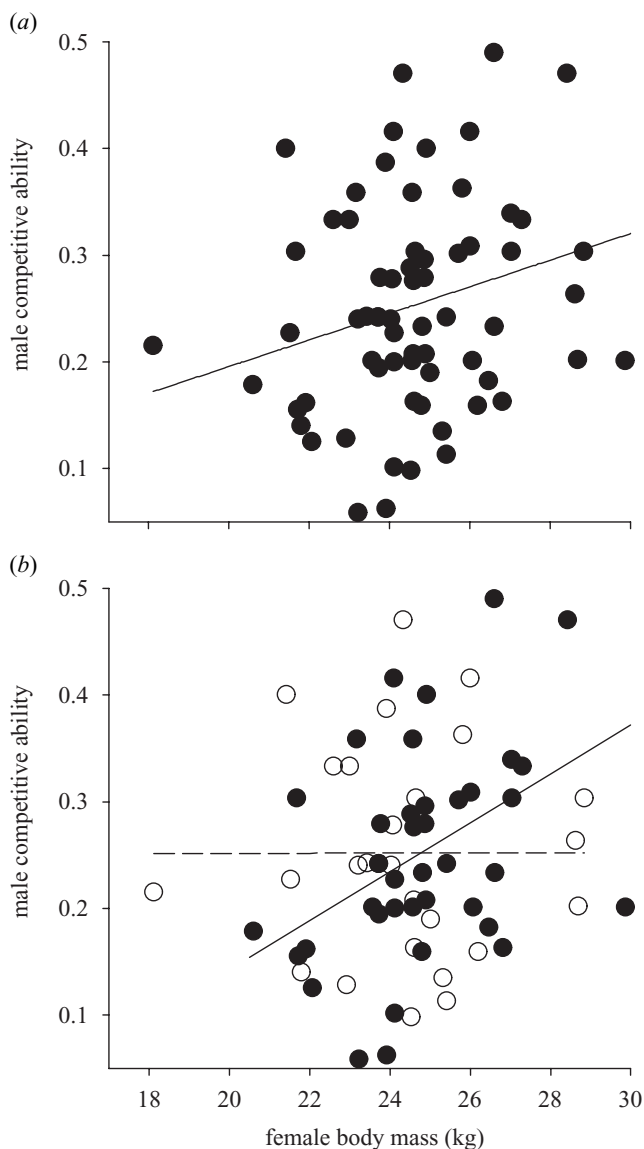 (a)
0.5
0.4
0.3
0.2
0.1
male competitive ability
(b)
0.5
0.4
0.3
0.2
0.1
male competitive ability
18 20 22 24 26 28 30
female body mass (kg)